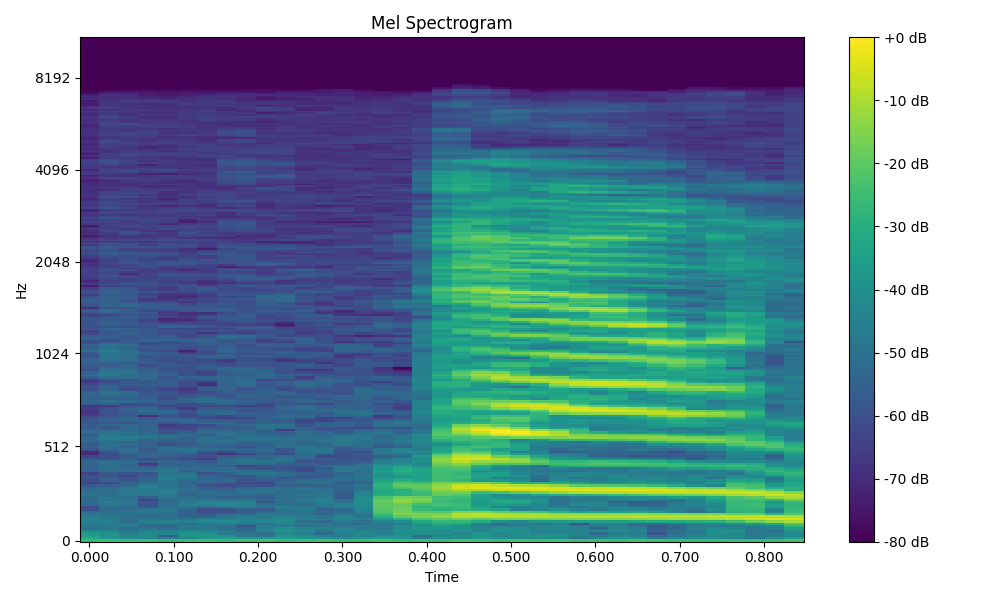 Mel Spectrogram
Hz
8192
4096
2048
1024
512
0
0.000 0.100 0.200 0.300 0.400 0.500 0.600 0.700 0.800
Time
+0 dB
-10 dB
-20 dB
-30 dB
-40 dB
-50 dB
-60 dB
-70 dB
-80 dB